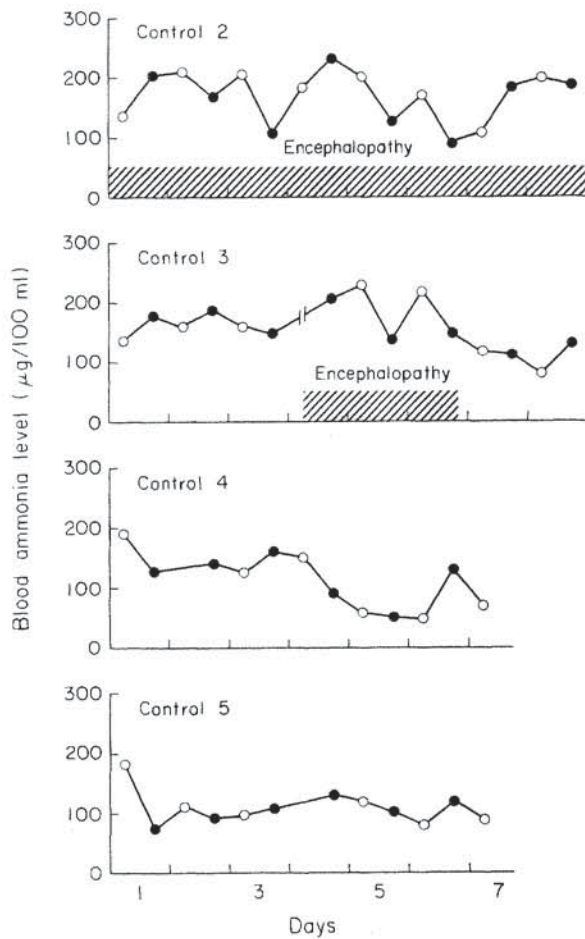 300
Control 2
200
100
Encephalopathy
0
300
Control 3
200
100
Encephalopathy
0
300
Control 4
200
100
0
300
Control 5
200
100
0
1 3 5 7
Days
Blood ammonia level (μg/100 ml)